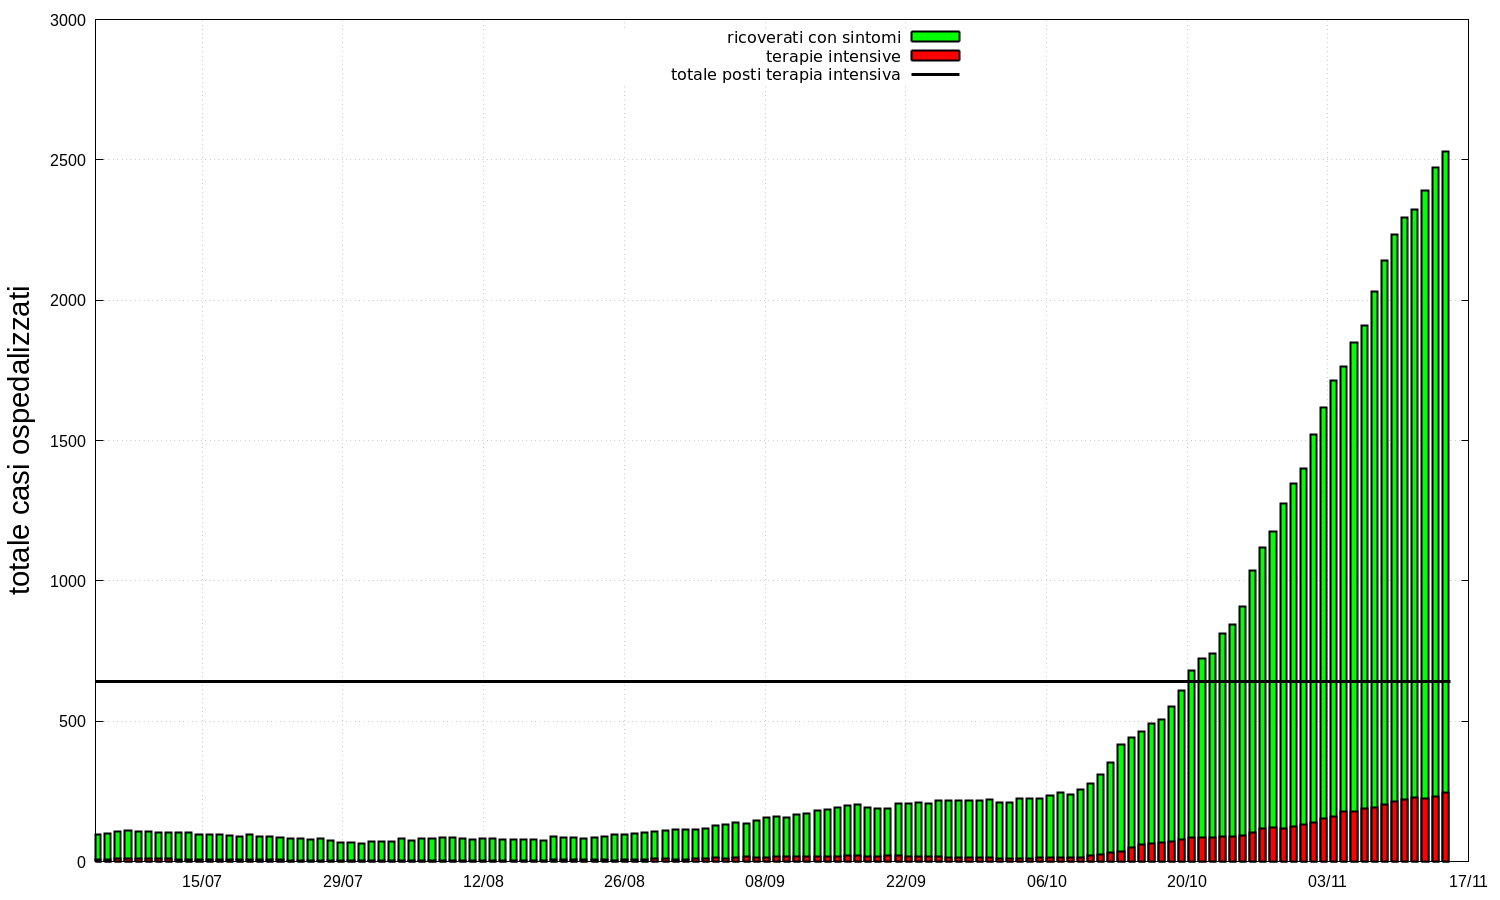 3000
2500
2000
1500
1000
500
0
totale casi ospedalizzati
ricoverati con sintomi
terapie intensive
totale posti terapia intensiva
15/07 29/07 12/08 26/08 08/09 22/09 06/10 20/10 03/11 17/11